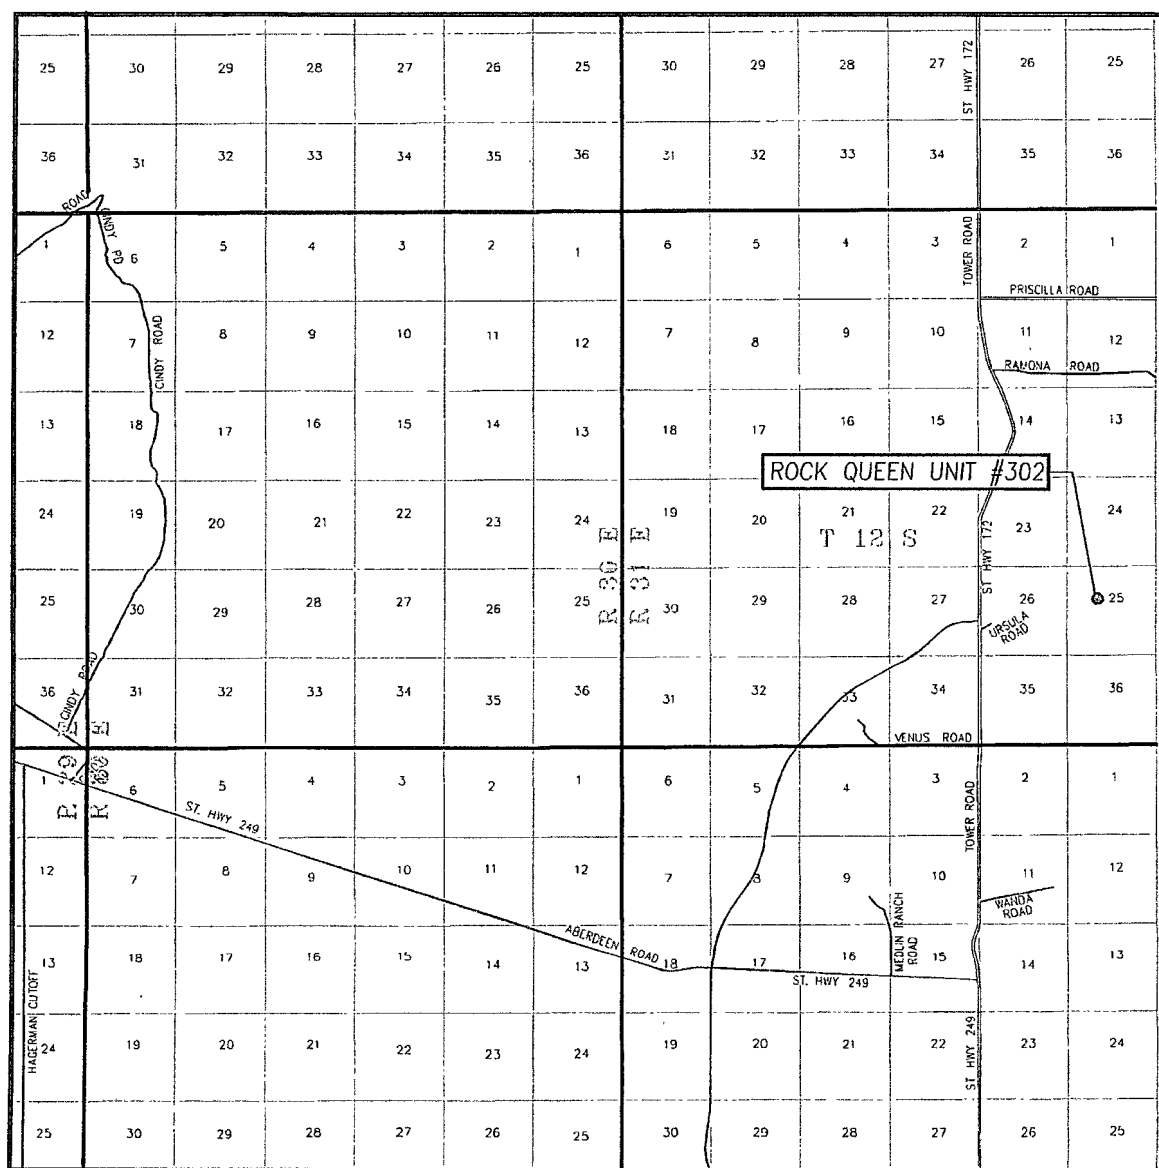 25 30 29 28 27 26 25 30 29 28 27 ST HWY 172 26 25
36 31 32 33 34 35 36 31 32 33 34 35 36
ROAD
CINDY RD
1 6 5 4 3 2 1 6 5 4 3 TOWER ROAD 2 1
PRISCILLA ROAD
12 7 CINDY ROAD 8 9 10 11 12 7 8 9 10 11 12
RAMONA ROAD
13 18 17 16 15 14 13 18 17 16 15 14 13
ROCK QUEEN UNIT #302
24 19 20 21 22 23 24 19 20 21 22 23 24
R 30 E
R 31 E
T 12 S
ST HWY 172
25 30 29 28 27 26 25 30 29 28 27 26 25
URSULA
ROAD
36 CINDY ROAD 31 32 33 34 35 36 31 32 33 34 35 36
VENUS ROAD
R 29 E
R 30 E
1 6 5 4 3 2 1 6 5 4 3 TOWER ROAD 2 1
ST. HWY 249
12 7 8 9 10 11 12 7 8 9 10 11 12
WANDA
ROAD
MEDLIN RANCH
ROAD
ABERDEEN ROAD
13 18 17 16 15 14 13 18 17 16 15 14 13
ST. HWY 249
HAGERMAN CUTOFF
24 19 20 21 22 23 24 19 20 21 22 ST HWY 249 23 24
25 30 29 28 27 26 25 30 29 28 27 26 25